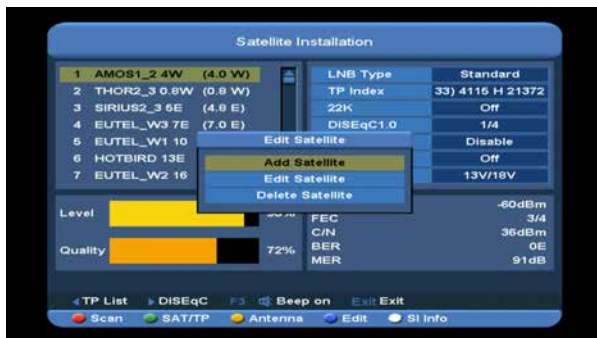 Satellite Installation
1 AMOS1_2 4W (4.0 W)
2 THOR2_3 0.8W (0.8 W)
3 SIRIUS2_3 5E (4.8 E)
4 EUTEL_W3 7E (7.0 E)
5 EUTEL_W1 10
6 HOTBIRD 13E
7 EUTEL_W2 16
LNB Type Standard
TP Index 33) 4115 H 21372
22K Off
DiSEqC1.0 1/4
Disable
Off
13V/18V
Edit Satellite
Add Satellite
Edit Satellite
Delete Satellite
Level
Quality 72%
-60dBm
FEC 3/4
C/N 36dBm
BER 0E
MER 91dB
TP List DiSEqC F3 Beep on Exit Exit
Scan SAT/TP Antenna Edit SI Info